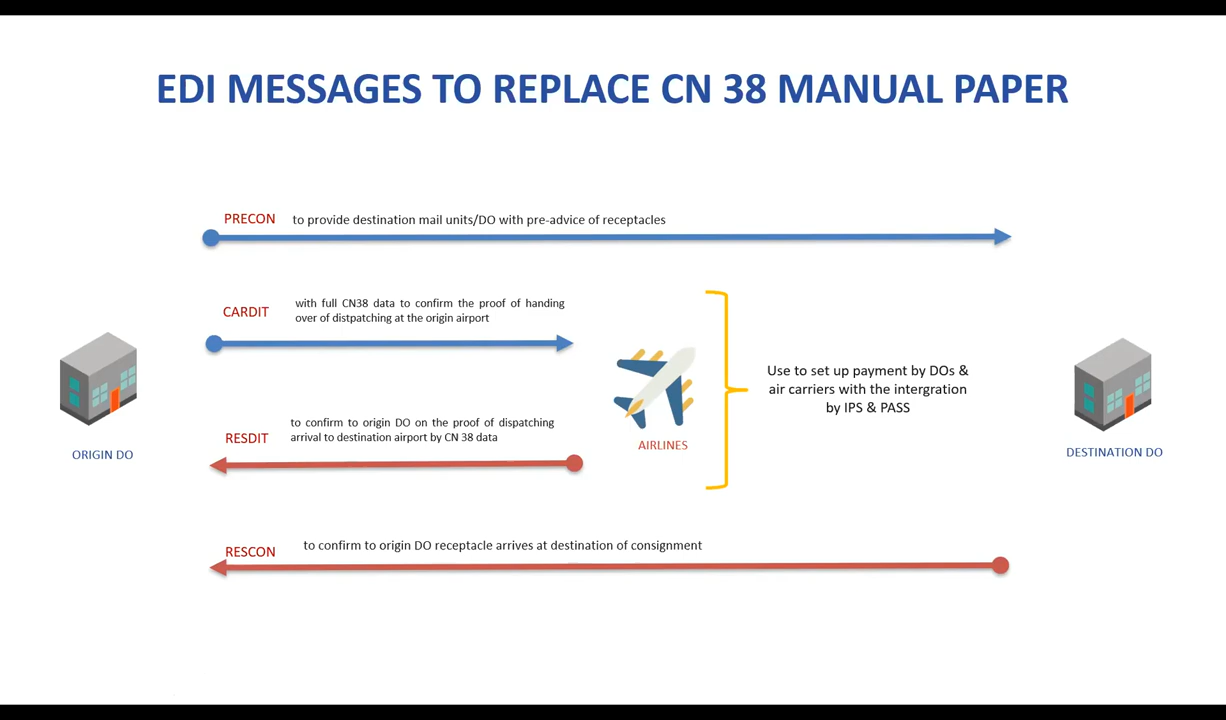 EDI MESSAGES TO REPLACE CN 38 MANUAL PAPER
PRECON to provide destination mail units/DO with pre-advice of receptacles
CARDIT
with full CN38 data to confirm the proof of handing
over of distpatching at the origin airport
RESDIT
to confirm to origin DO on the proof of dispatching
arrival to destination airport by CN 38 data
ORIGIN DO
AIRLINES
Use to set up payment by DOs &
air carriers with the intergration
by IPS & PASS
DESTINATION DO
RESCON to confirm to origin DO receptacle arrives at destination of consignment